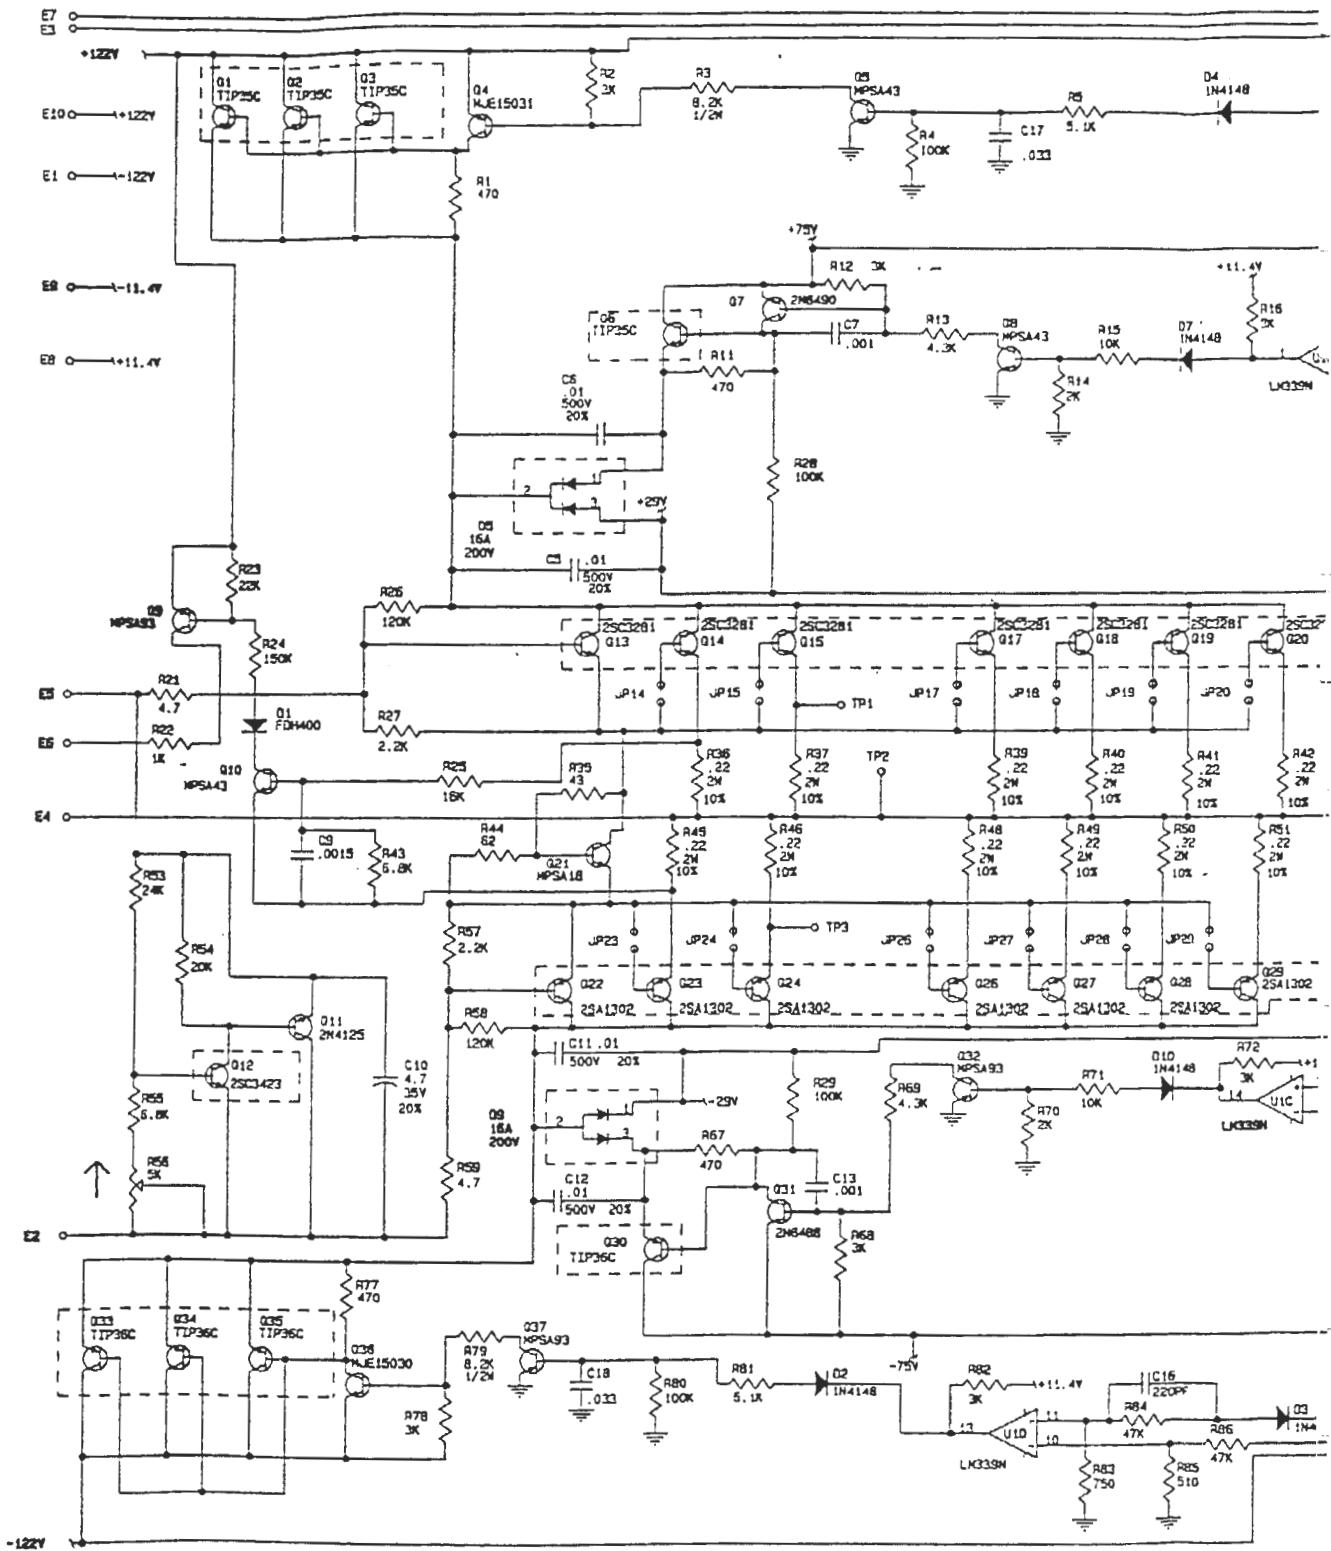 E7
E3
+122V
Q1
TIP35C
Q2
TIP35C
Q3
TIP35C
Q4
MJE15031
R2
3K
R3
8.2K
1/2W
Q5
MPSA43
R5
5.1K
D4
1N4148
E10
+122V
R4
100K
C17
.033
E1
-122V
R1
470
+75V
R12
3K
+11.4V
E9
-11.4V
Q7
2N6490
R16
3K
Q6
TIP35C
C7
.001
R13
4.3K
Q8
MPSA43
R15
10K
D7
1N4148
E8
+11.4V
R11
470
R14
2K
LM339N
C6
.01
500V
20%
R28
100K
2
1
3
+29V
D5
16A
200V
.01
500V
20%
R23
22K
R26
120K
MPSA93
R24
150K
2SC3281
Q13
2SC3281
Q14
2SC3281
Q15
2SC3281
Q17
2SC3281
Q18
2SC3281
Q19
Q20
E5
R21
4.7
JP14
JP15
TP1
JP17
JP18
JP19
JP20
E6
R22
1K
FDH400
R27
2.2K
Q10
MPSA43
R25
16K
43
R36
.22
2W
10%
R37
.22
2W
10%
TP2
R39
.22
2W
10%
R40
.22
2W
10%
R41
.22
2W
10%
R42
.22
2W
10%
E4
C9
.0015
R43
6.8K
R44
62
Q21
MPSA18
R45
.22
2W
10%
R46
.22
2W
10%
R48
.22
2W
10%
R49
.22
2W
10%
R50
.22
2W
10%
R51
.22
2W
10%
R53
24K
R54
20K
R57
2.2K
JP23
JP24
TP3
JP26
JP27
JP28
JP29
Q22
2SA1302
Q23
2SA1302
Q24
2SA1302
Q26
2SA1302
Q27
2SA1302
Q28
2SA1302
Q29
2SA1302
Q11
2N4125
R58
120K
Q12
2SC3423
C10
4.7
35V
20%
C11 .01
500V 20%
R29
100K
R69
4.3K
Q32
MPSA93
R71
10K
D10
1N4148
R72
3K
14
U1C
LM339N
R55
6.8K
D9
16A
200V
2
1
3
-29V
R70
2K
R67
470
R56
5K
R59
4.7
C12
.01
500V 20%
C13
.001
Q31
2N6488
E2
Q30
TIP36C
R68
3K
R77
470
Q33
TIP36C
Q34
TIP36C
Q35
TIP36C
Q36
MJE15030
R79
8.2K
1/2W
Q37
MPSA93
-75V
C18
.033
R80
100K
R81
5.1K
D2
1N4148
R82
3K
+11.4V
C16
220PF
R78
3K
13
U1D
11
10
R84
47K
D3
R86
47K
LM339N
R83
750
R85
510
-122V